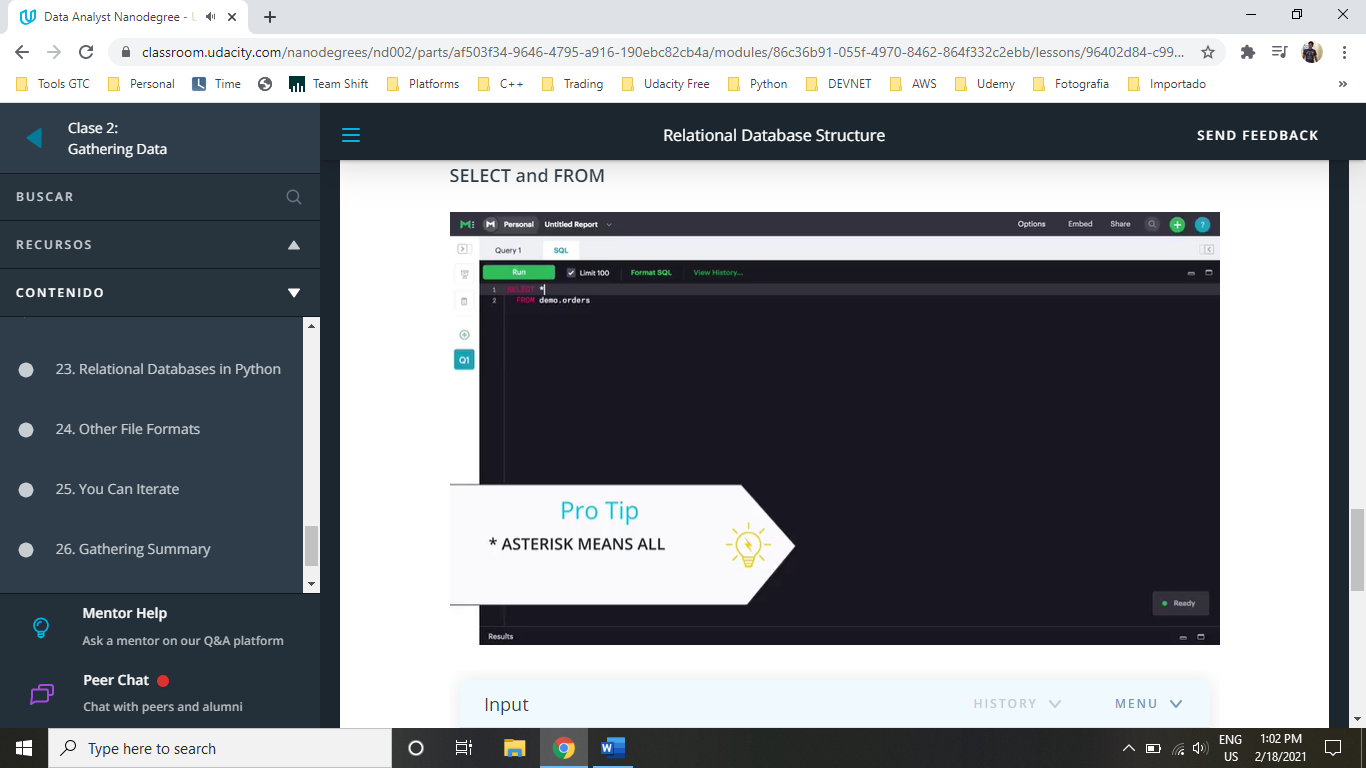 Data Analyst Nanodegree - U
classroom.udacity.com/nanodegrees/nd002/parts/af503f34-9646-4795-a916-190ebc82cb4a/modules/86c36b91-055f-4970-8462-864f332c2ebb/lessons/96402d84-c99...
Tools GTC Personal Time Team Shift Platforms C++ Trading Udacity Free Python DEVNET AWS Udemy Fotografia Importado »
Clase 2:
Gathering Data
Relational Database Structure
SEND FEEDBACK
BUSCAR
RECURSOS
CONTENIDO
23. Relational Databases in Python
24. Other File Formats
25. You Can Iterate
26. Gathering Summary
Mentor Help
Ask a mentor on our Q&A platform
Peer Chat
Chat with peers and alumni
SELECT and FROM
M Personal Untitled Report Options Embed Share + ?
Query 1 SQL
Run Limit 100 Format SQL View History...
1 SELECT *
2 FROM demo.orders
Q1
Pro Tip
* ASTERISK MEANS ALL
Ready
Results
Input HISTORY MENU
Type here to search
ENG
US
1:02 PM
2/18/2021